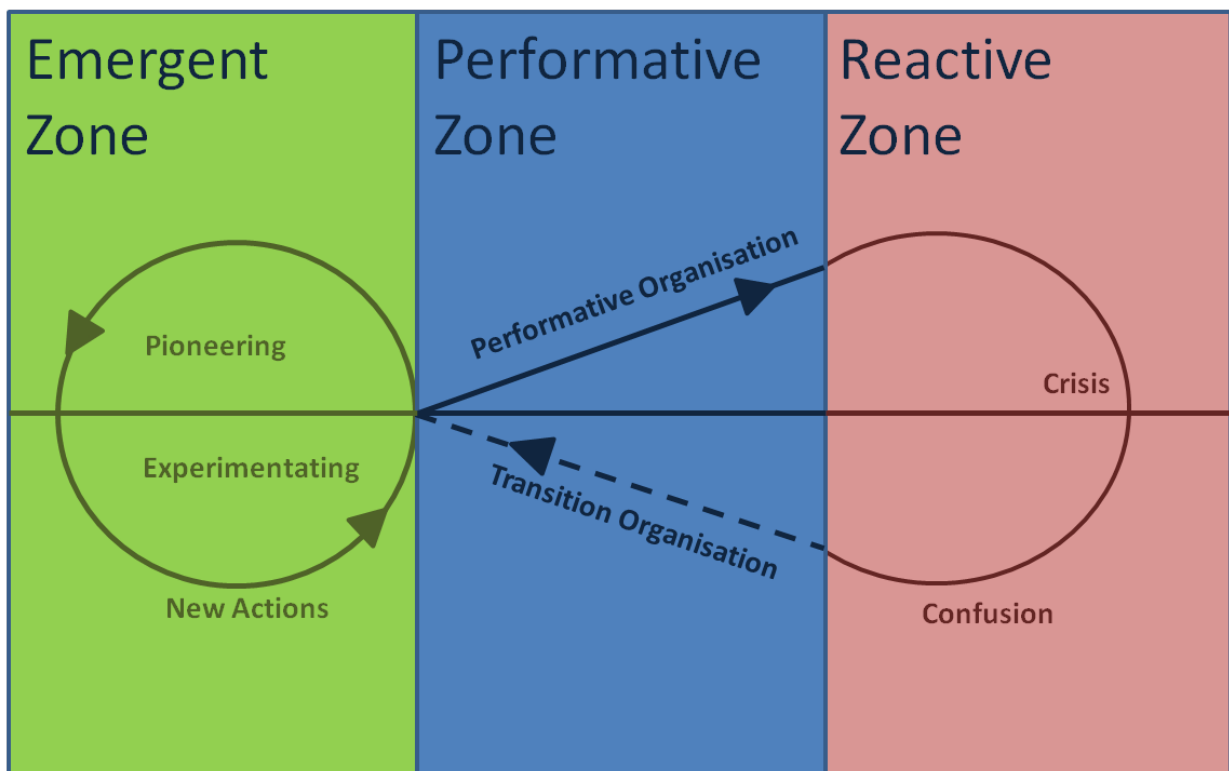 Emergent
Zone
Performative
Zone
Reactive
Zone
Performative Organisation
Pioneering
Crisis
Experimentating
Transition Organisation
New Actions
Confusion